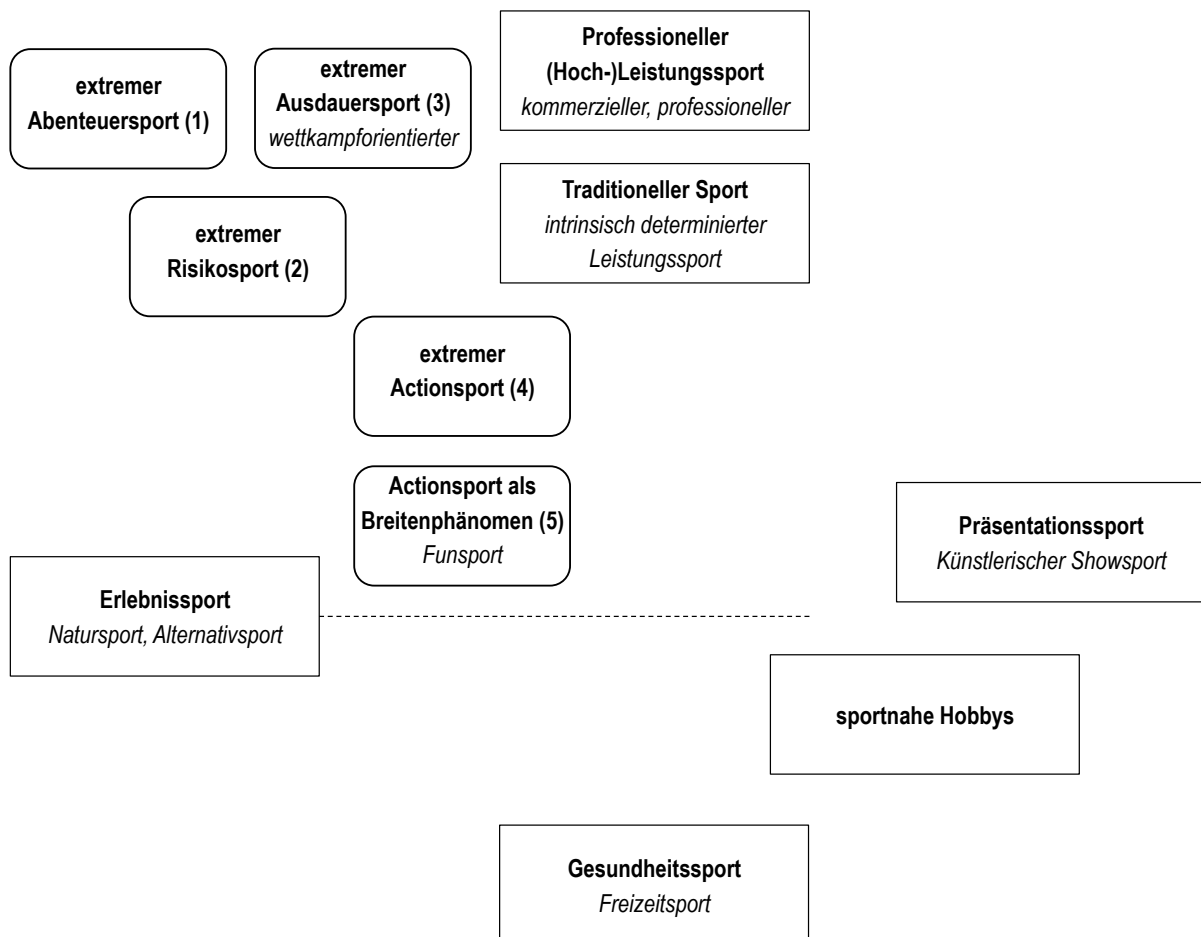 extremer
Abenteuersport (1)
extremer
Ausdauersport (3)
wettkampforientierter
Professioneller
(Hoch-)Leistungssport
kommerzieller, professioneller
Traditioneller Sport
intrinsisch determinierter
Leistungssport
extremer
Risikosport (2)
extremer
Actionsport (4)
Actionsport als
Breitenphänomen (5)
Funsport
Präsentationssport
Künstlerischer Showsport
Erlebnissport
Natursport, Alternativsport
sportnahe Hobbys
Gesundheitssport
Freizeitsport